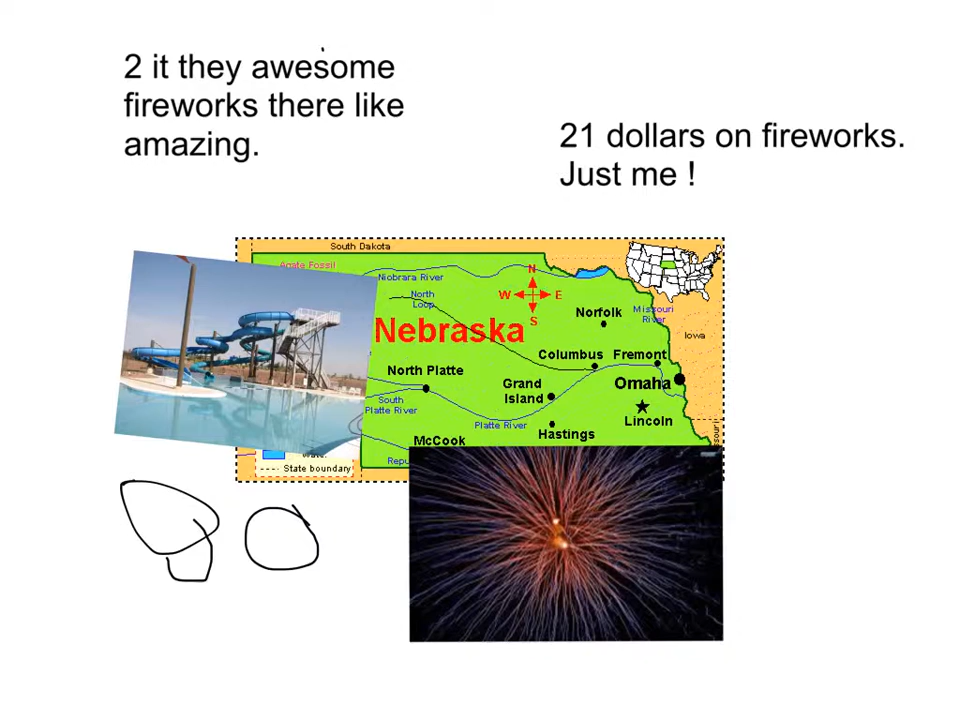 2 it they awesome
fireworks there like
amazing.
21 dollars on fireworks.
Just me !
South Dakota
Agate Fossil
Niobrara River
N
W E
S
North
Loop
Missouri
River
Norfolk
Iowa
Nebraska
Columbus Fremont
North Platte
Grand
Island
Omaha
South
Platte River
Lincoln
Platte River
Hastings
McCook
State boundary